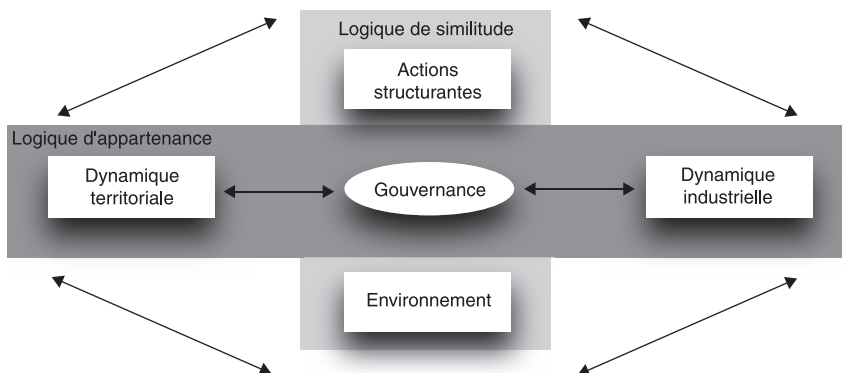 Logique de similitude
Actions
structurantes
Logique d'appartenance
Dynamique
territoriale
Gouvernance
Dynamique
industrielle
Environnement